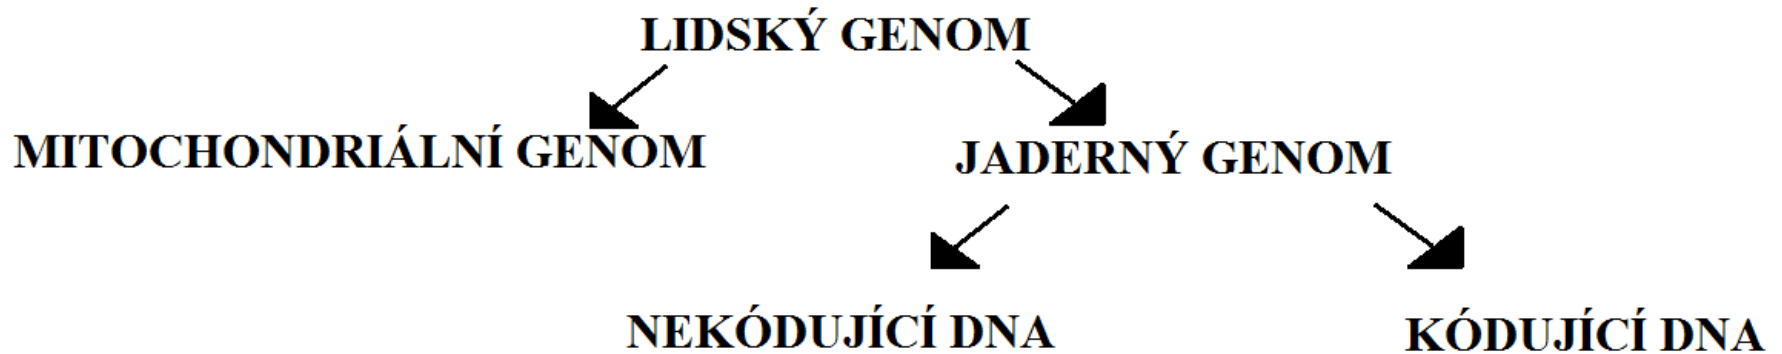 LIDSKÝ GENOM
MITOCHONDRIÁLNÍ GENOM
JADERNÝ GENOM
NEKÓDUJÍCÍ DNA
KÓDUJÍCÍ DNA